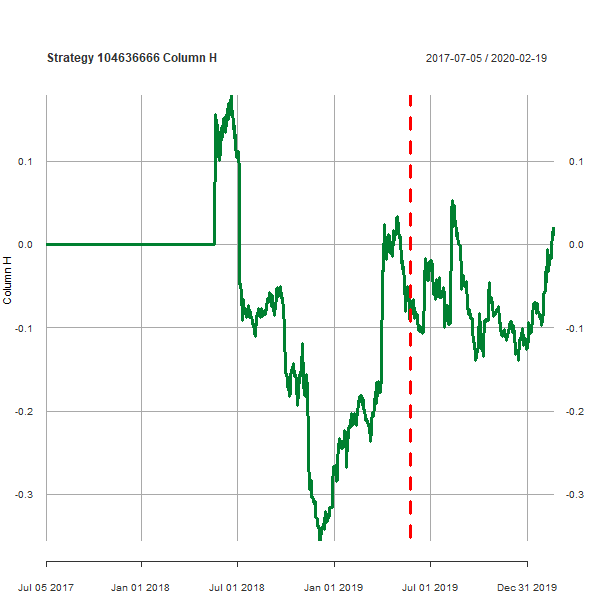 Strategy 104636666 Column H
2017-07-05 / 2020-02-19
Column H
0.1
0.0
-0.1
-0.2
-0.3
0.1
0.0
-0.1
-0.2
-0.3
Jul 05 2017
Jan 01 2018
Jul 01 2018
Jan 01 2019
Jul 01 2019
Dec 31 2019